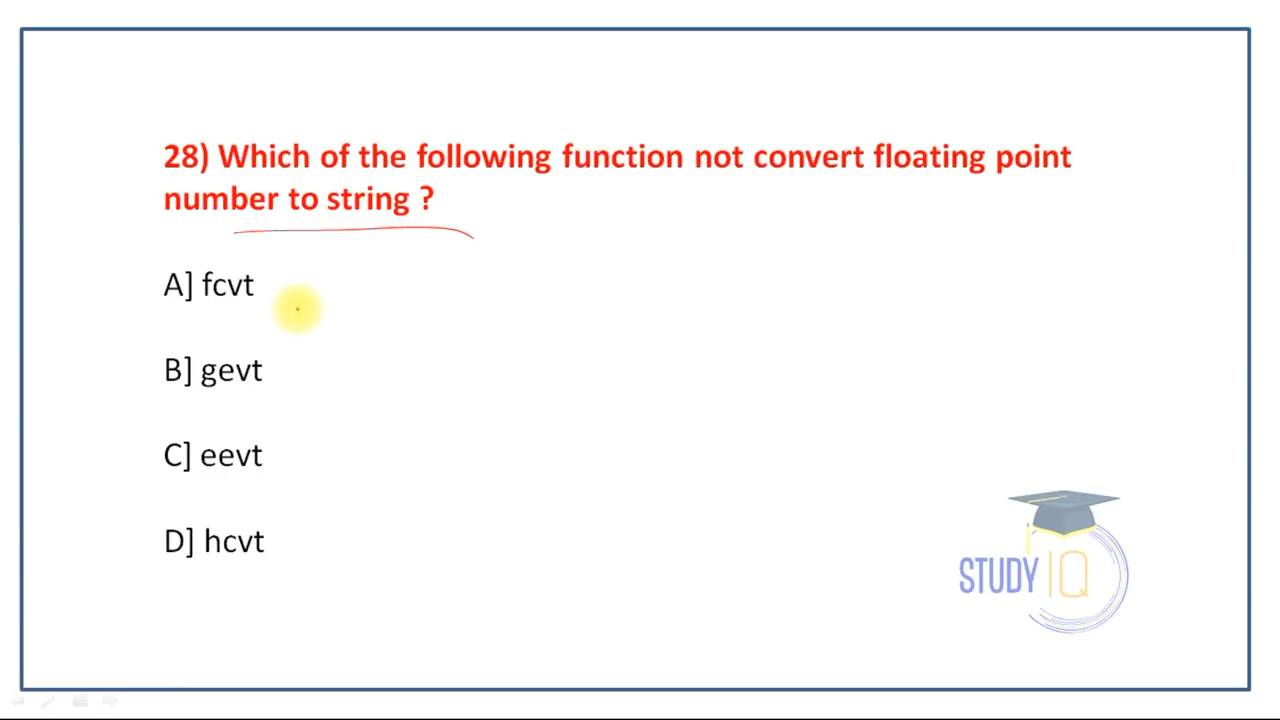 28) Which of the following function not convert floating point
number to string ?
A] fcvt
B] gevt
C] eevt
D] hcvt
STUDY IQ